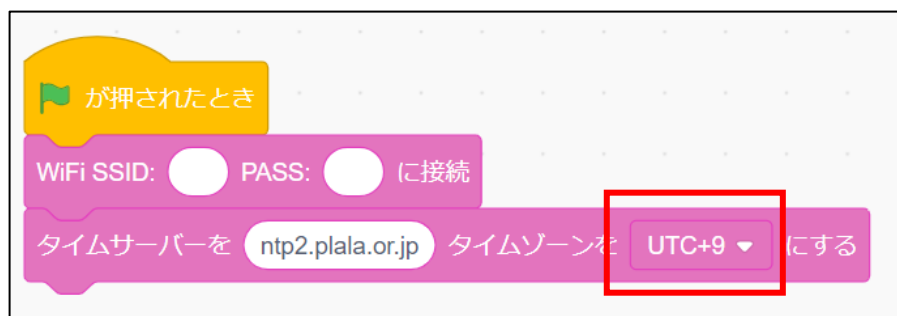 が押されたとき
WiFi SSID: PASS: に接続
タイムサーバーを ntp2.plala.or.jp タイムゾーンを UTC+9 にする